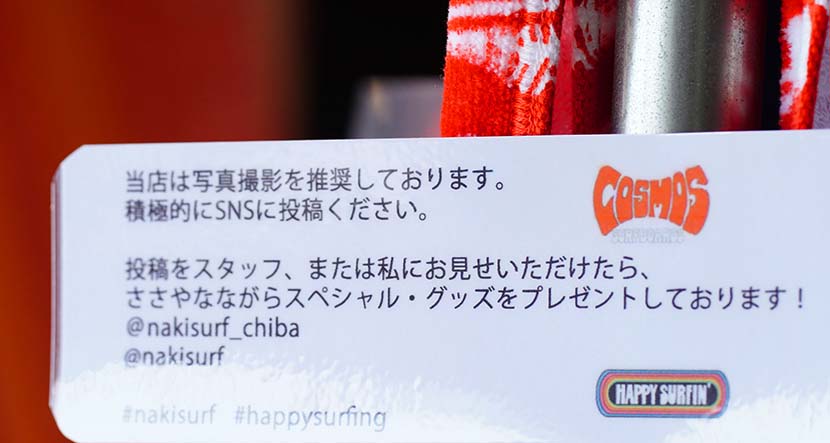 当店は写真撮影を推奨しております。
積極的にSNSに投稿ください。
COSMOS
SURFBOARDS
投稿をスタッフ、または私にお見せいただけたら、
ささやなながらスペシャル・グッズをプレゼントしております！
@nakisurf_chiba
@nakisurf
HAPPY SURFIN'
#nakisurf #happysurfing